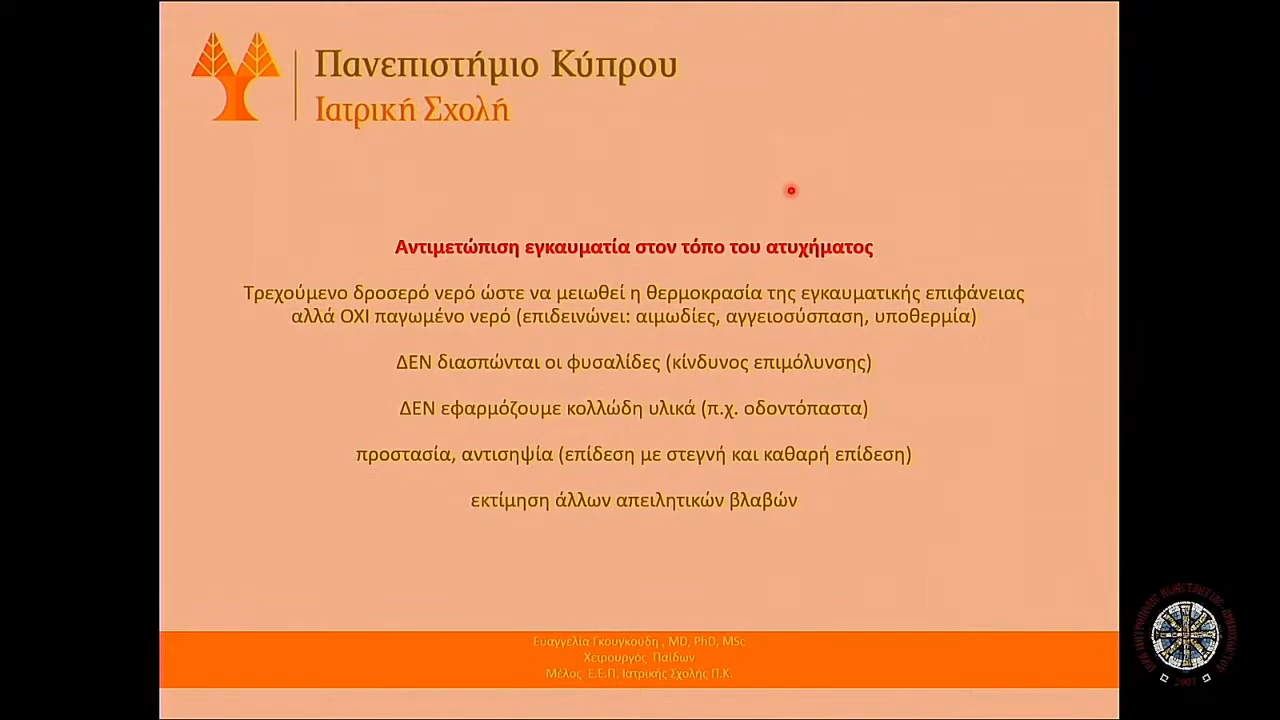 Πανεπιστήμιο Κύπρου
Ιατρική Σχολή
Αντιμετώπιση εγκαυματία στον τόπο του ατυχήματος
Τρεχούμενο δροσερό νερό ώστε να μειωθεί η θερμοκρασία της εγκαυματικής επιφάνειας
αλλά ΟΧΙ παγωμένο νερό (επιδεινώνει: αιμωδίες, αγγειοσύσπαση, υποθερμία)
ΔΕΝ διασπώνται οι φυσαλίδες (κίνδυνος επιμόλυνσης)
ΔΕΝ εφαρμόζουμε κολλώδη υλικά (π.χ. οδοντόπαστα)
προστασία, αντισηψία (επίδεση με στεγνή και καθαρή επίδεση)
εκτίμηση άλλων απειλητικών βλαβών
Ευαγγελία Γκουγκούδη , MD, PhD, MSc
Χειρουργός Παίδων
Μέλος Ε.Ε.Π. Ιατρικής Σχολής Π.Κ.
2007